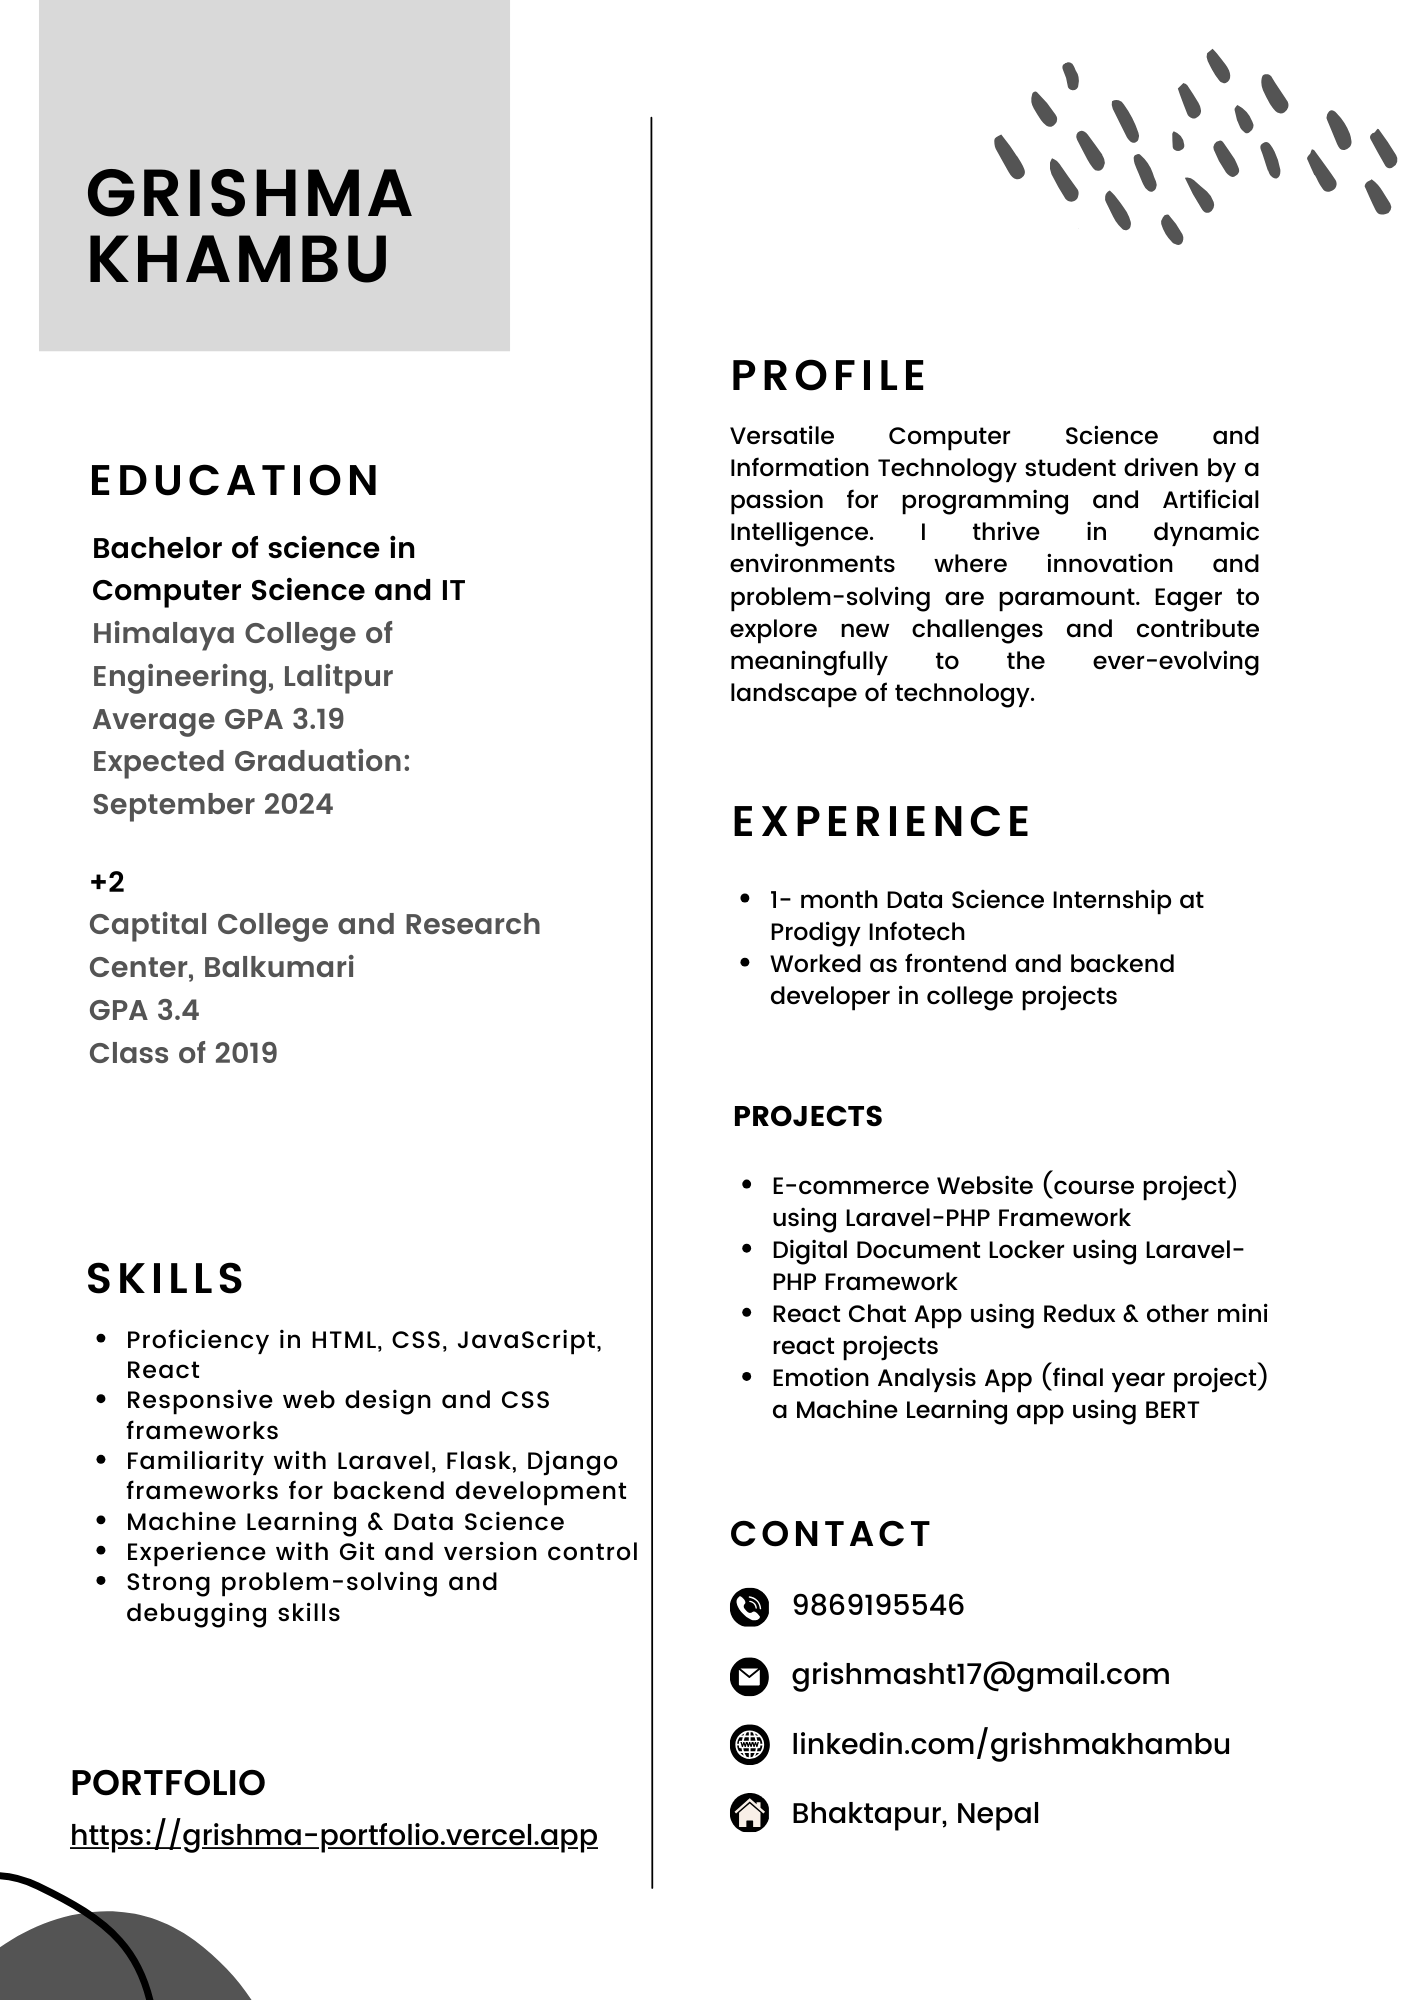 GRISHMA
KHAMBU
EDUCATION
Bachelor of science in
Computer Science and IT
Himalaya College of
Engineering, Lalitpur
Average GPA 3.19
Expected Graduation:
September 2024
+2
Captital College and Research
Center, Balkumari
GPA 3.4
Class of 2019
SKILLS
• Proficiency in HTML, CSS, JavaScript,
React
• Responsive web design and CSS
frameworks
• Familiarity with Laravel, Flask, Django
frameworks for backend development
• Machine Learning & Data Science
• Experience with Git and version control
• Strong problem-solving and
debugging skills
PORTFOLIO
https://grishma-portfolio.vercel.app
PROFILE
Versatile Computer Science and
Information Technology student driven by a
passion for programming and Artificial
Intelligence. I thrive in dynamic
environments where innovation and
problem-solving are paramount. Eager to
explore new challenges and contribute
meaningfully to the ever-evolving
landscape of technology.
EXPERIENCE
• 1- month Data Science Internship at
Prodigy Infotech
• Worked as frontend and backend
developer in college projects
PROJECTS
• E-commerce Website (course project)
using Laravel-PHP Framework
• Digital Document Locker using Laravel-
PHP Framework
• React Chat App using Redux & other mini
react projects
• Emotion Analysis App (final year project)
a Machine Learning app using BERT
CONTACT
9869195546
grishmasht17@gmail.com
linkedin.com/grishmakhambu
Bhaktapur, Nepal